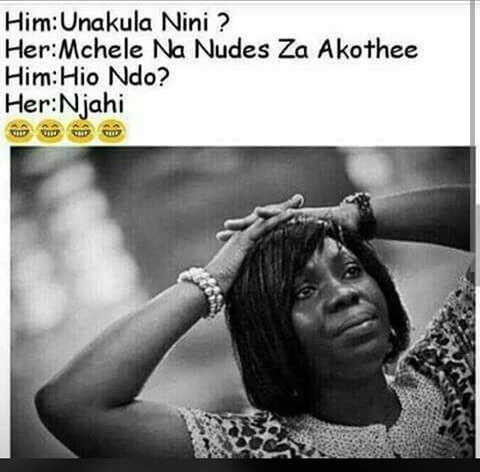 Him:Unakula Nini ?
Her:Mchele Na Nudes Za Akothee
Him:Hio Ndo?
Her:Njahi
😂😂😂😂